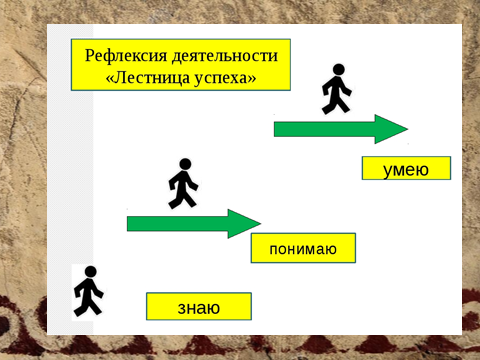 Рефлексия деятельности
«Лестница успеха»
умею
понимаю
знаю